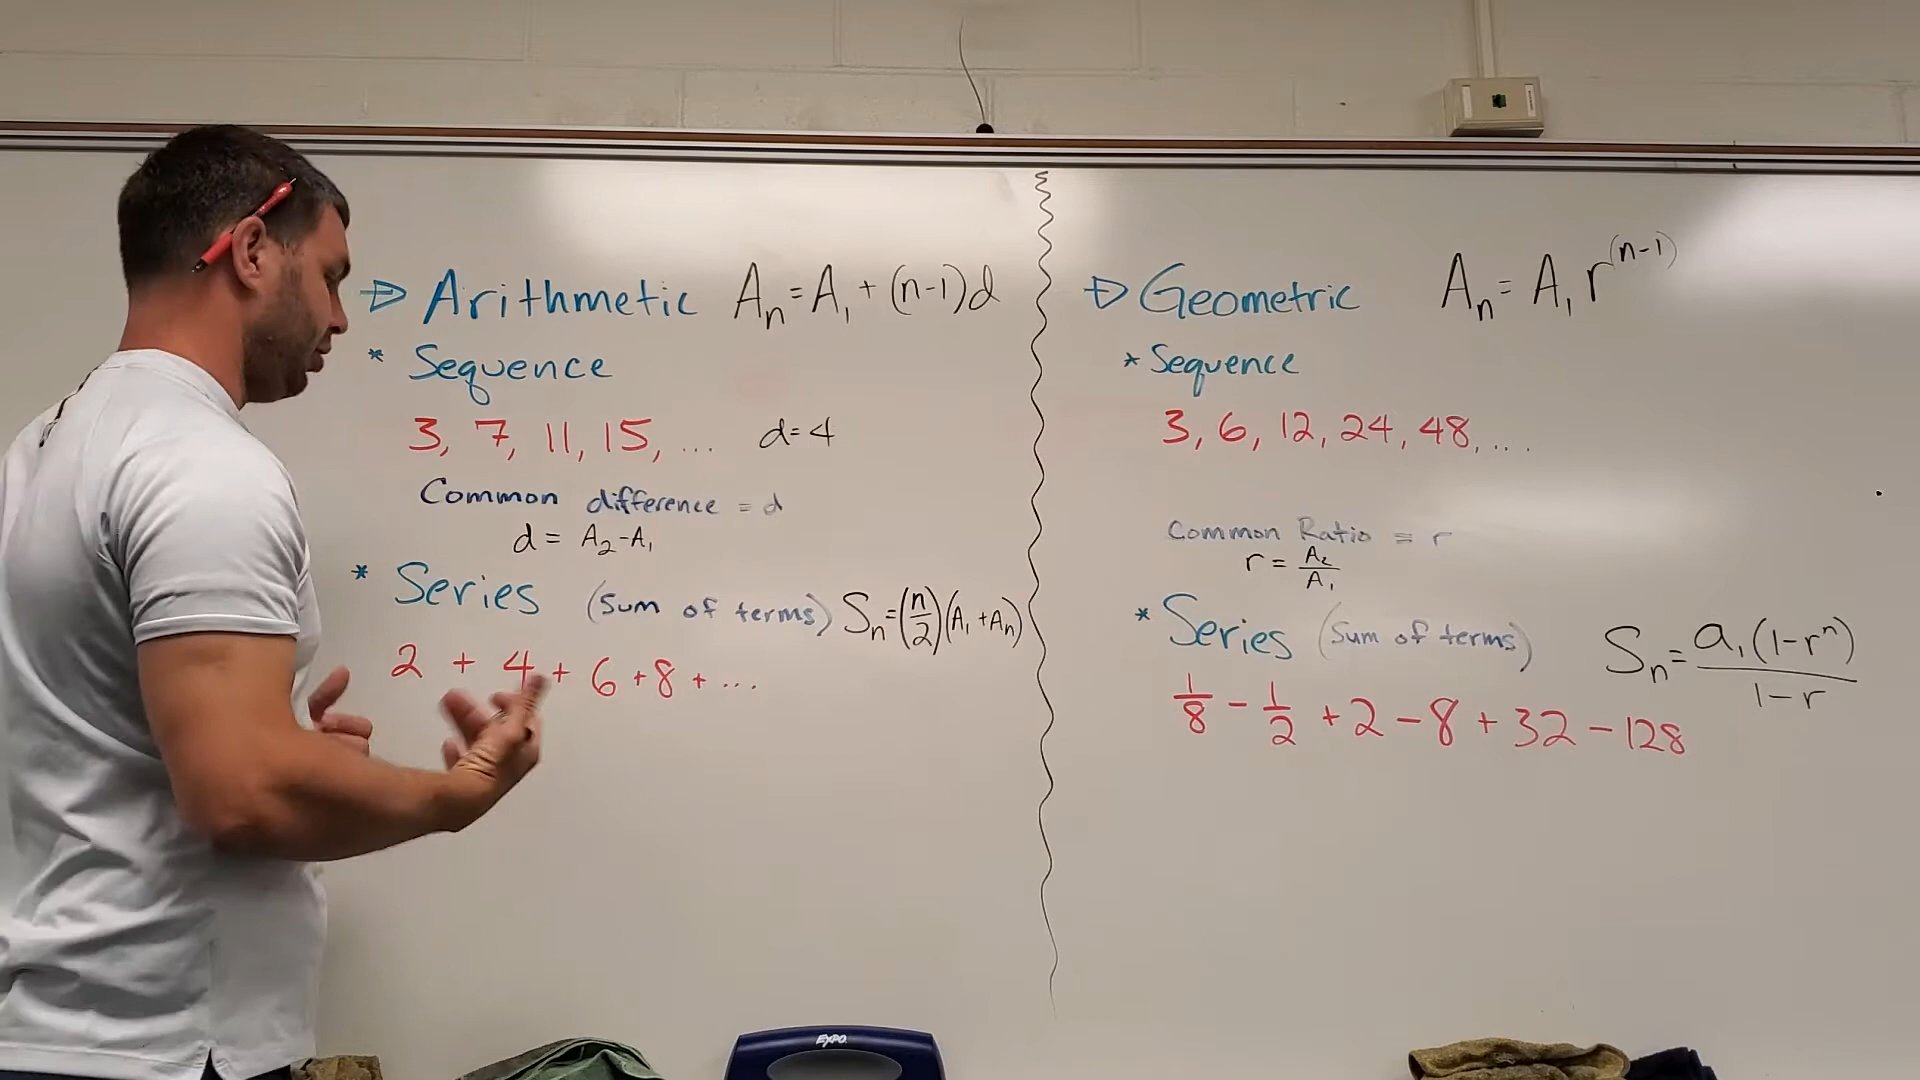 Arithmetic Aₙ = A₁ + (n-1)d
* Sequence
3, 7, 11, 15, ... d=4
Common difference = d
d = A₂-A₁
* Series (sum of terms) Sₙ=(n/2)(A₁+Aₙ)
2 + 4 + 6 + 8 + ...
Geometric Aₙ = A₁ r⁽ⁿ⁻¹⁾
* Sequence
3, 6, 12, 24, 48, ....
Common Ratio = r
r = A₂/A₁
* Series (sum of terms) Sₙ = a₁(1-rⁿ)/1-r
1/8 - 1/2 + 2 - 8 + 32 - 128
EXPO